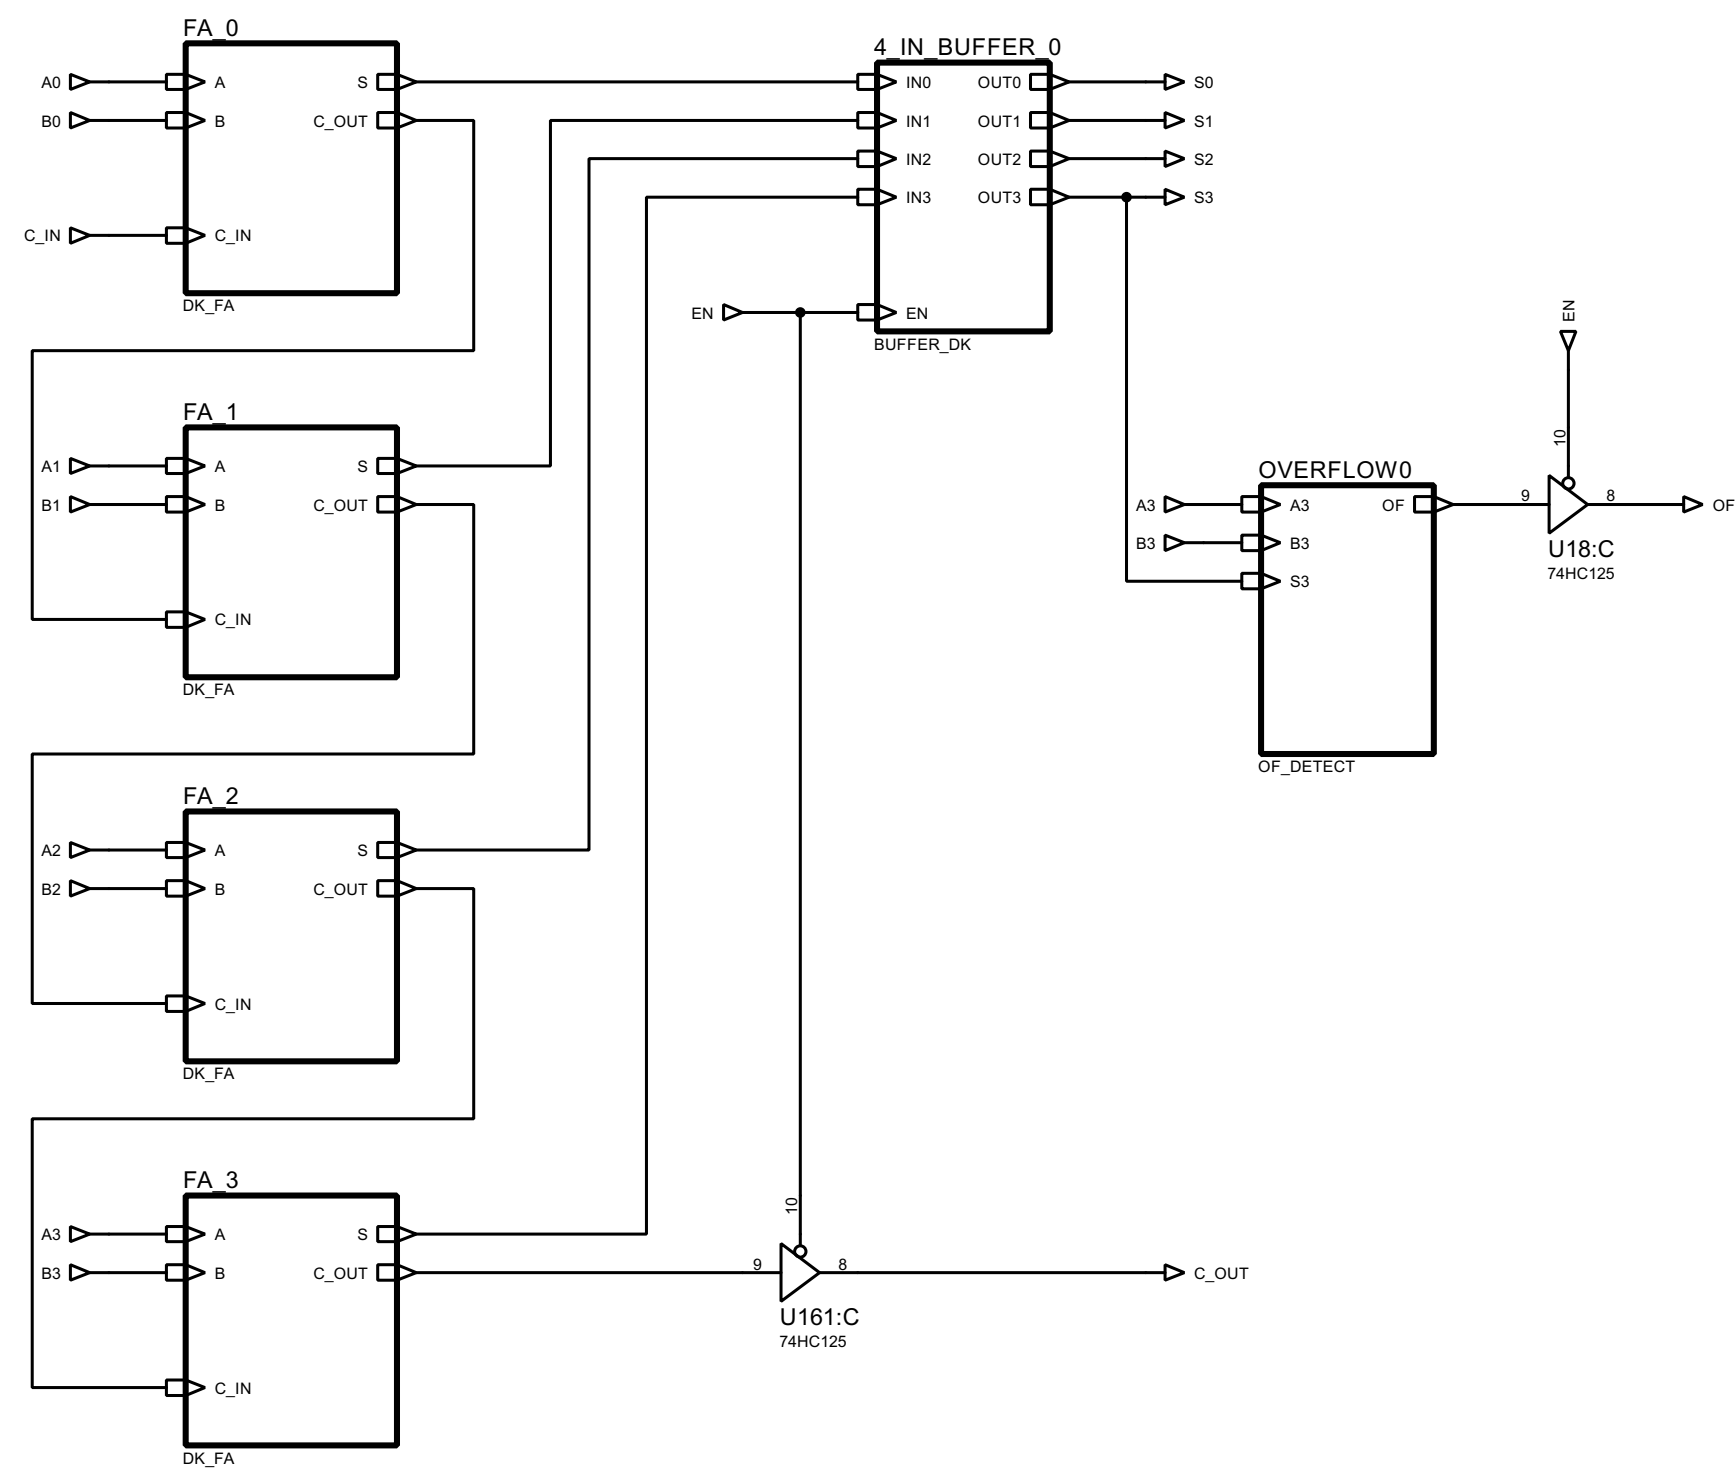 FA_0
A0 A S
B0 B C_OUT
C_IN C_IN
DK_FA
4_IN_BUFFER_0
IN0 OUT0 S0
IN1 OUT1 S1
IN2 OUT2 S2
IN3 OUT3 S3
EN EN
BUFFER_DK
FA_1
A1 A S
B1 B C_OUT
C_IN
DK_FA
EN
10
OVERFLOW0
A3 A3 OF 9 8 OF
B3 B3
S3
U18:C
74HC125
OF_DETECT
FA_2
A2 A S
B2 B C_OUT
C_IN
DK_FA
FA_3
A3 A S
B3 B C_OUT
C_IN
DK_FA
10
9 8 C_OUT
U161:C
74HC125